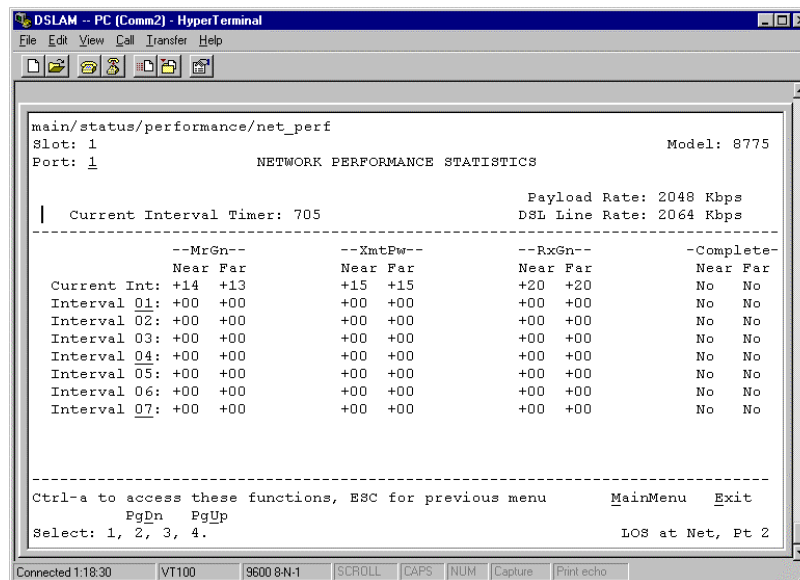 DSLAM -- PC (Comm2) - HyperTerminal
File Edit View Call Transfer Help
main/status/performance/net_perf
Slot: 1 Model: 8775
Port: 1 NETWORK PERFORMANCE STATISTICS
Payload Rate: 2048 Kbps
Current Interval Timer: 705 DSL Line Rate: 2064 Kbps
--MrGn-- --XmtPw-- --RxGn-- -Complete-
Near Far Near Far Near Far Near Far
Current Int: +14 +13 +15 +15 +20 +20 No No
Interval 01: +00 +00 +00 +00 +00 +00 No No
Interval 02: +00 +00 +00 +00 +00 +00 No No
Interval 03: +00 +00 +00 +00 +00 +00 No No
Interval 04: +00 +00 +00 +00 +00 +00 No No
Interval 05: +00 +00 +00 +00 +00 +00 No No
Interval 06: +00 +00 +00 +00 +00 +00 No No
Interval 07: +00 +00 +00 +00 +00 +00 No No
Ctrl-a to access these functions, ESC for previous menu MainMenu Exit
PgDn PgUp
Select: 1, 2, 3, 4. LOS at Net, Pt 2
Connected 1:18:30 VT100 9600 8-N-1 SCROLL CAPS NUM Capture Print echo